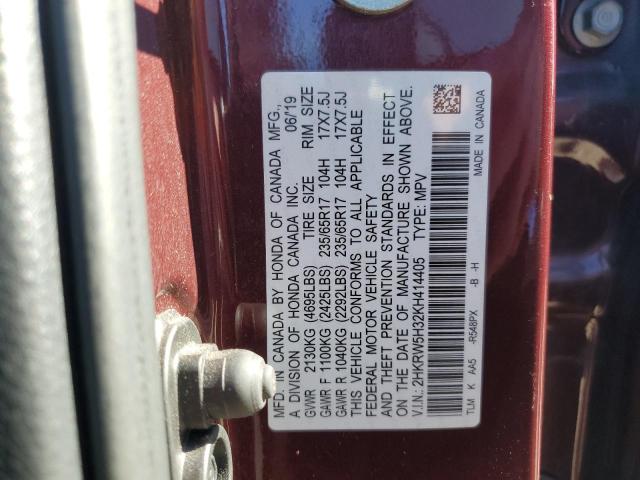 MFD. IN CANADA BY HONDA OF CANADA MFG.,
A DIVISION OF HONDA CANADA INC. 06/19
GVWR 2130KG (4695LBS) TIRE SIZE RIM SIZE
GAWR F 1100KG (2425LBS) 235/65R17 104H 17X7.5J
GAWR R 1040KG (2292LBS) 235/65R17 104H 17X7.5J
THIS VEHICLE CONFORMS TO ALL APPLICABLE
FEDERAL MOTOR VEHICLE SAFETY
AND THEFT PREVENTION STANDARDS IN EFFECT
ON THE DATE OF MANUFACTURE SHOWN ABOVE.
V.I.N.: 2HKRW5H32KH414405 TYPE: MPV
TLM K AA5 -R548PX -B -H MADE IN CANADA